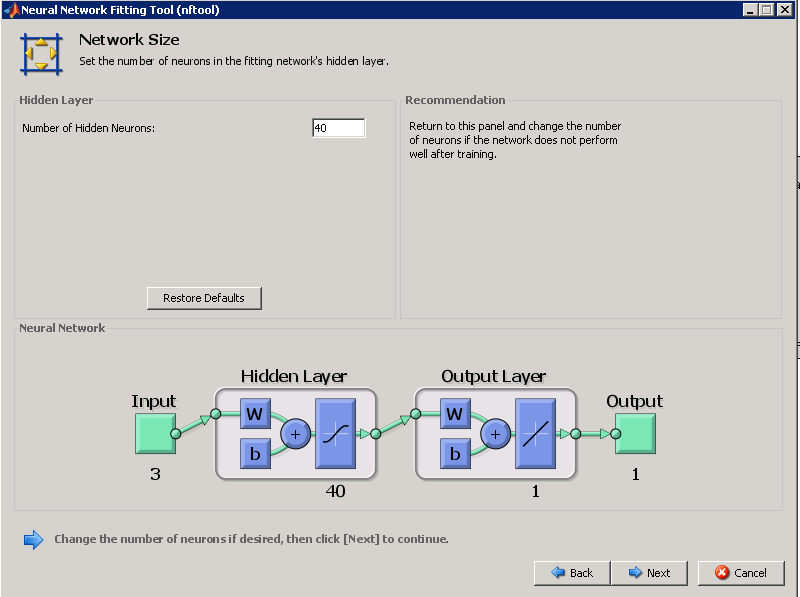 Neural Network Fitting Tool (nftool)
Network Size
Set the number of neurons in the fitting network's hidden layer.
Hidden Layer
Number of Hidden Neurons:
40
Restore Defaults
Recommendation
Return to this panel and change the number
of neurons if the network does not perform
well after training.
Neural Network
Hidden Layer
Output Layer
Input
Output
W
b
+
W
b
+
3
40
1
1
Change the number of neurons if desired, then click [Next] to continue.
Back
Next
Cancel